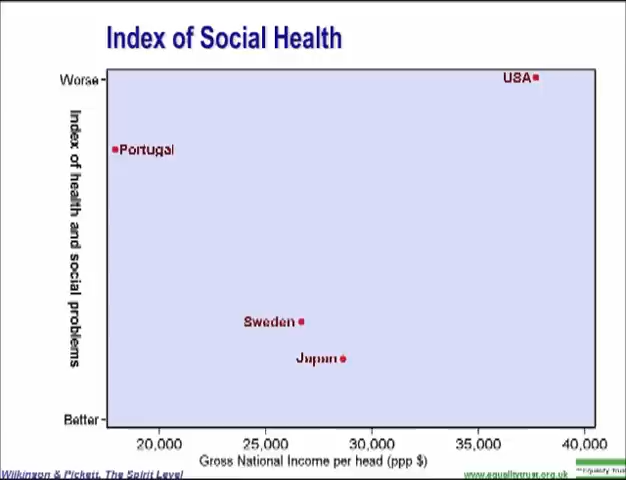 Index of Social Health
Worse
USA
Index of health and social problems
Portugal
Sweden
Japan
Better
20,000 25,000 30,000 35,000 40,000
Gross National Income per head (ppp $)
Wilkinson & Pickett, The Spirit Level
www.equalitytrust.org.uk
Equality Trust